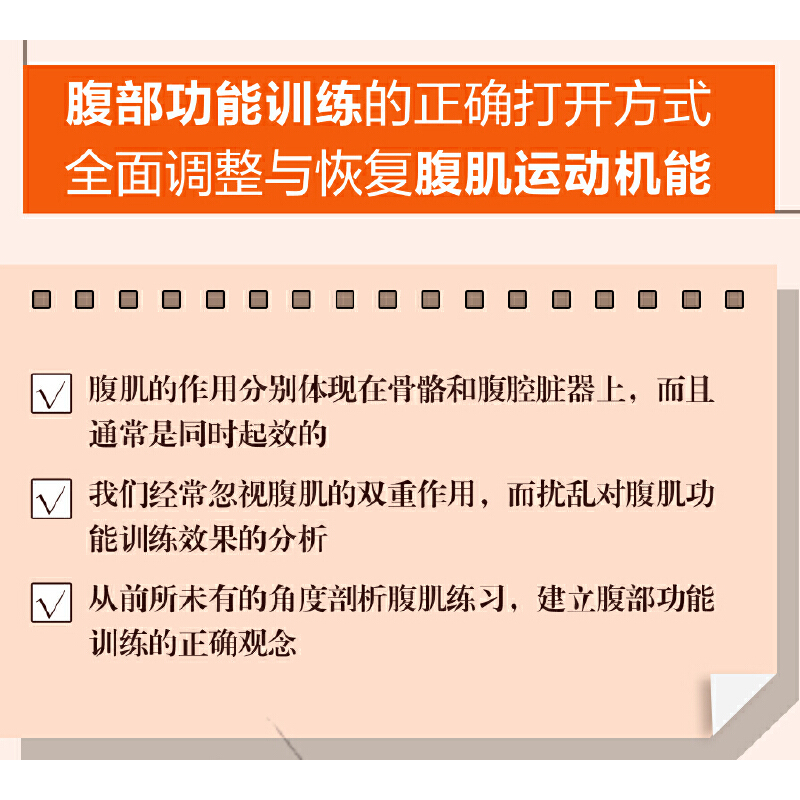 腹部功能训练的正确打开方式
全面调整与恢复腹肌运动机能
腹肌的作用分别体现在骨骼和腹腔脏器上，而且
通常是同时起效的
我们经常忽视腹肌的双重作用，而扰乱对腹肌功
能训练效果的分析
从前所未有的角度剖析腹肌练习，建立腹部功能
训练的正确观念